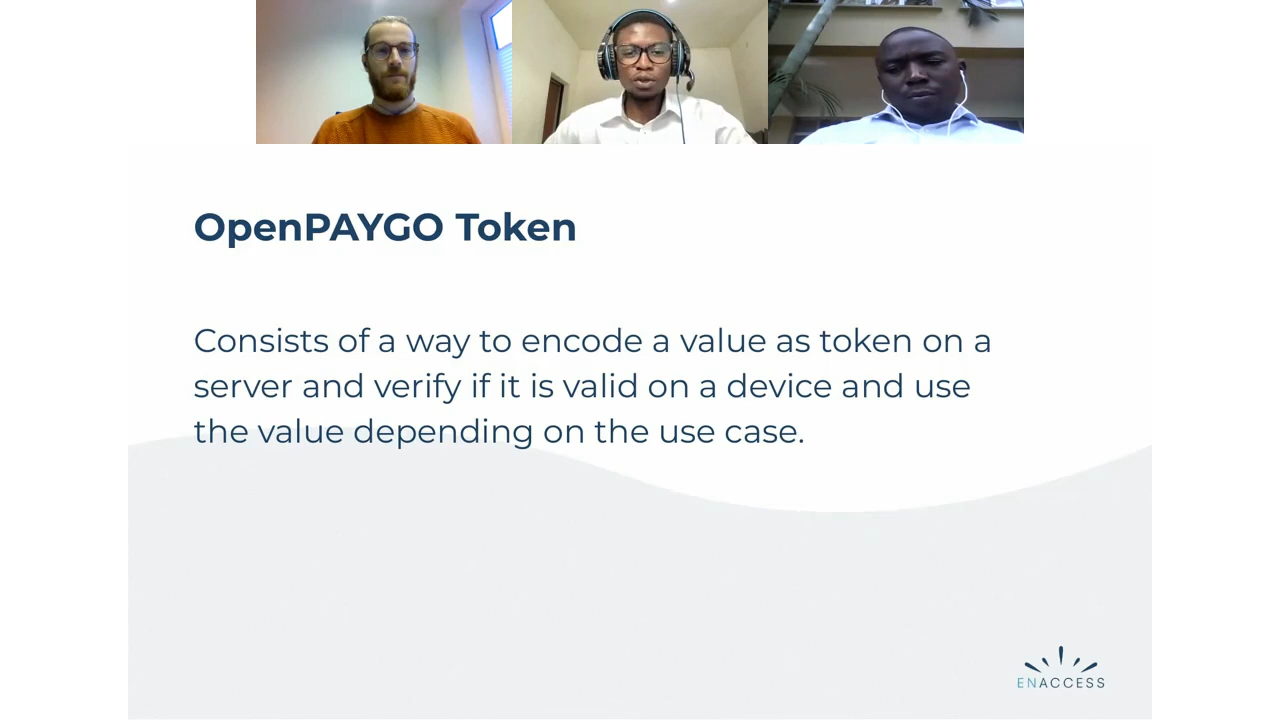 OpenPAYGO Token
Consists of a way to encode a value as token on a
server and verify if it is valid on a device and use
the value depending on the use case.
ENACCESS